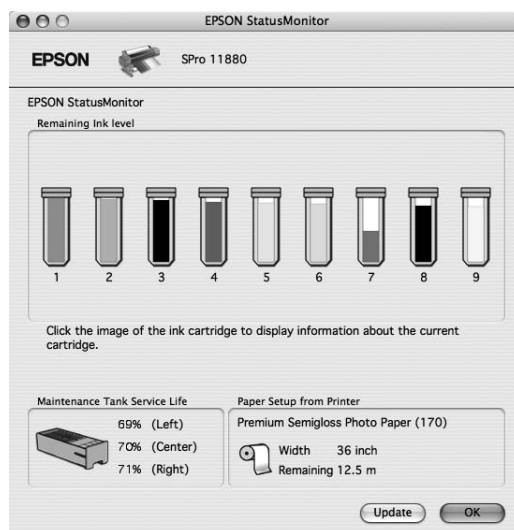 EPSON StatusMonitor
EPSON SPro 11880
EPSON StatusMonitor
Remaining Ink level
1 2 3 4 5 6 7 8 9
Click the image of the ink cartridge to display information about the current
cartridge.
Maintenance Tank Service Life
69% (Left)
70% (Center)
71% (Right)
Paper Setup from Printer
Premium Semigloss Photo Paper (170)
Width 36 inch
Remaining 12.5 m
Update OK